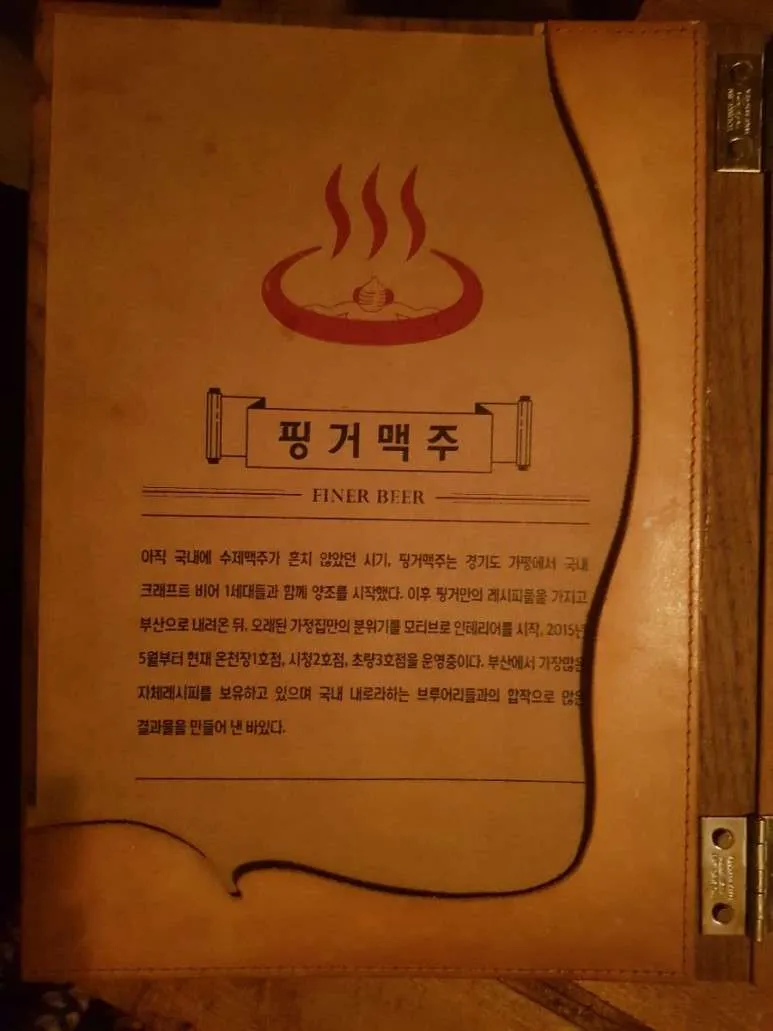 핑거맥주
FINER BEER
아직 국내에 수제맥주가 흔치 않았던 시기, 핑거맥주는 경기도 가평에서 국내
크래프트 비어 1세대들과 함께 양조를 시작했다. 이후 핑거만의 레시피물을 가지고
부산으로 내려온 뒤, 오래된 가정집만의 분위기를 모터브로 인테리어를 시작, 2015년
5월부터 현재 온천장1호점, 시청2호점, 초량3호점을 운영중이다. 부산에서 가장많은
자체레시피를 보유하고 있으며 국내 내로라하는 브루어리들과의 합작으로 많은
결과물을 만들어 낸 바있다.